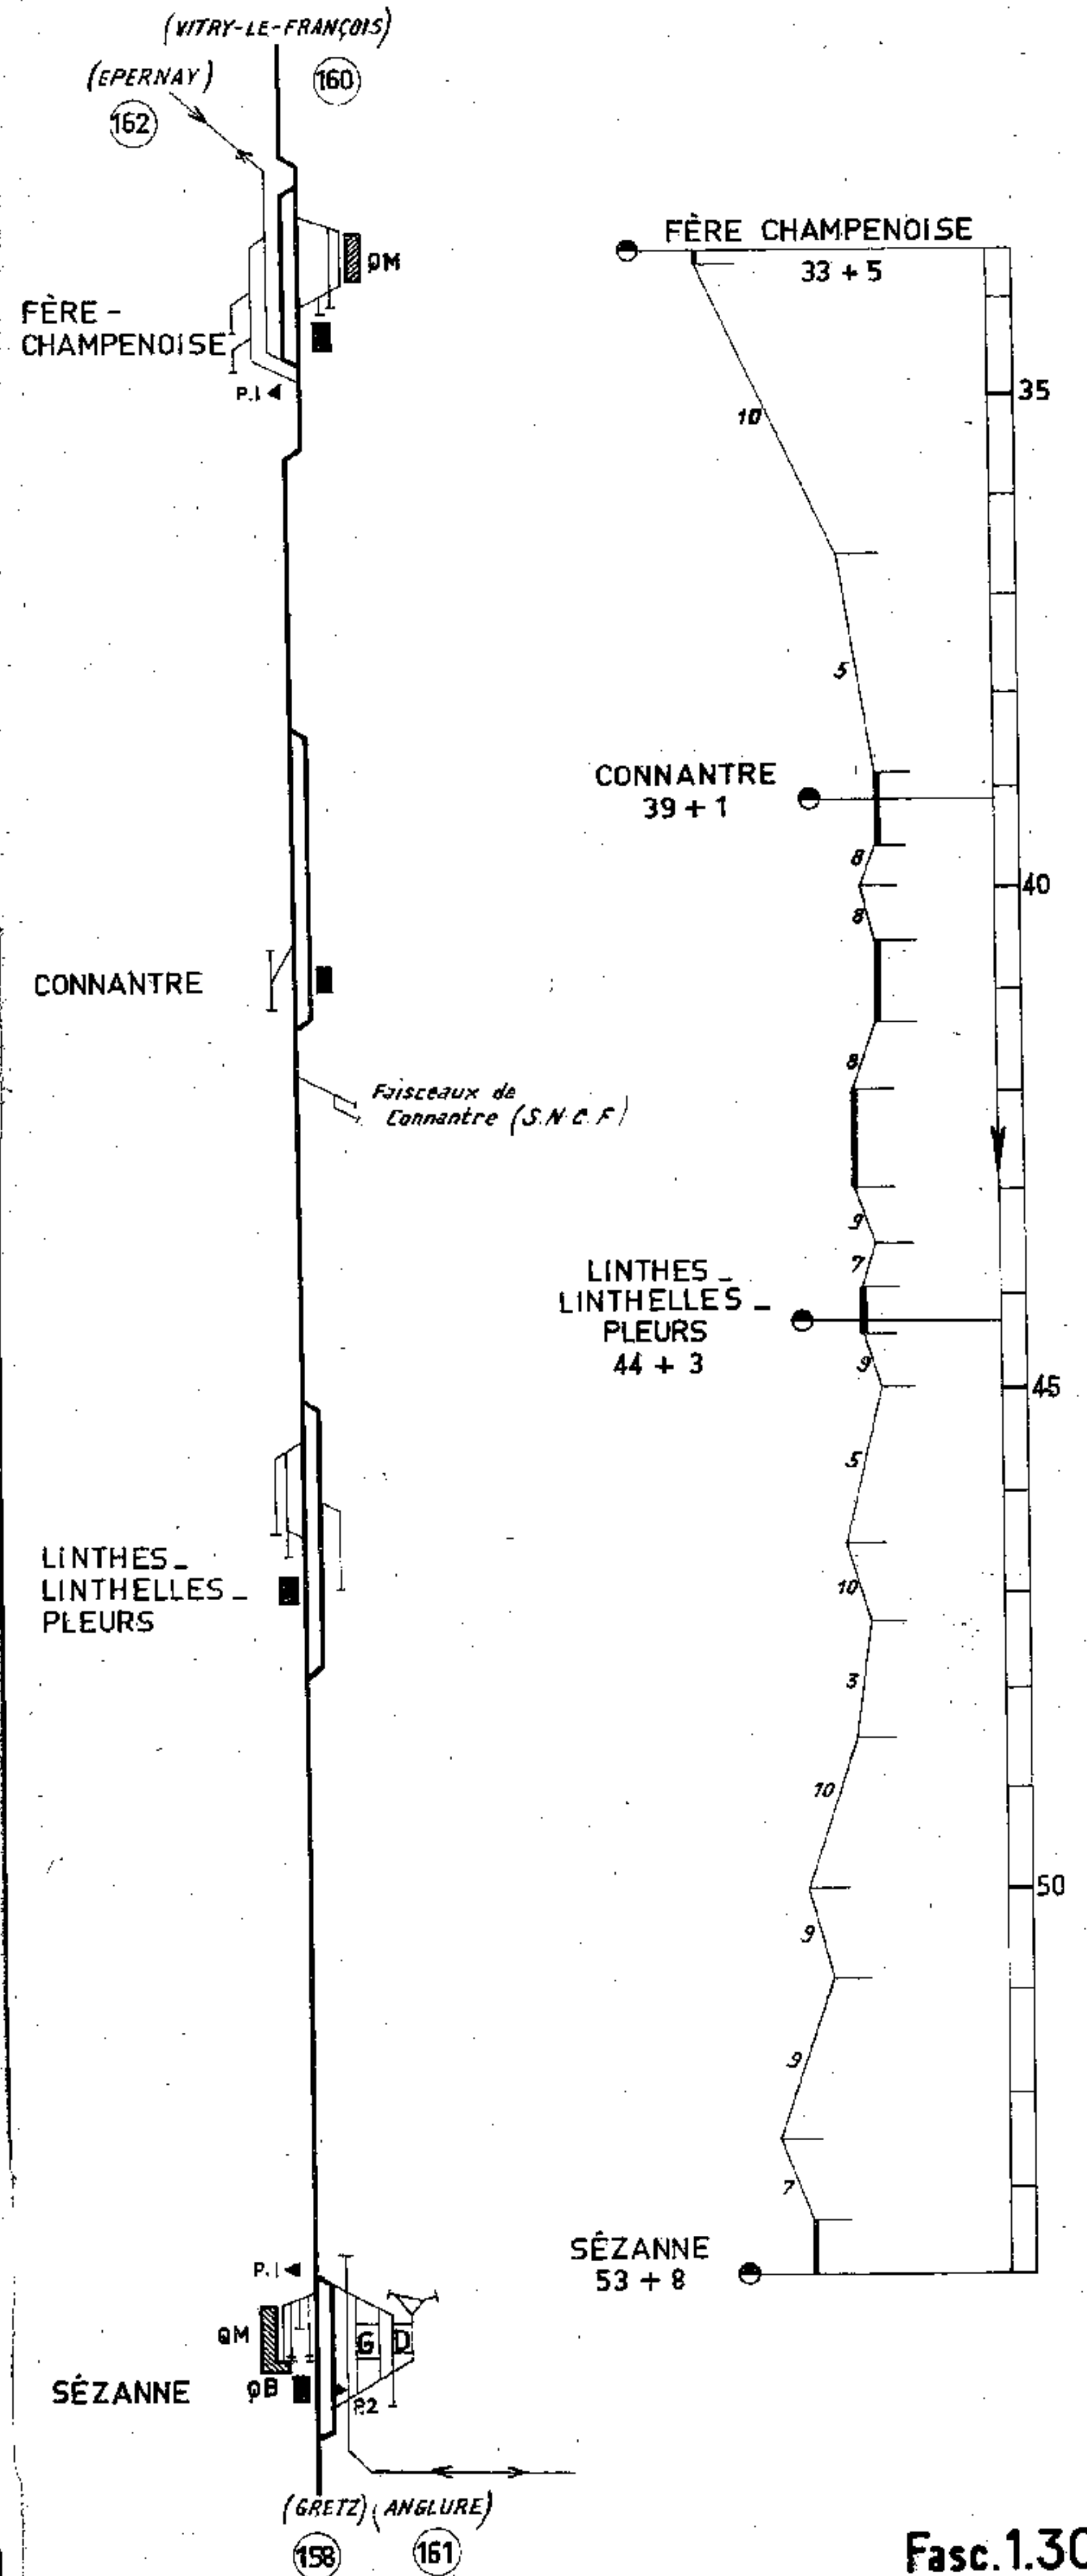 (VITRY-LE-FRANÇOIS)
(EPERNAY)
160
162
QM
FÈRE -
CHAMPENOISE
P.1
CONNANTRE
Faisceaux de
Connantre (S.N.C.F)
LINTHES_
LINTHELLES_
PLEURS
P.1
QM
G
D
QB
P.2
SÉZANNE
(GRETZ) (ANGLURE)
158
161
FÈRE CHAMPENOISE
33 + 5
35
10
5
CONNANTRE
39 + 1
8
40
8
8
9
7
LINTHES_
LINTHELLES_
PLEURS
44 + 3
9
45
5
10
3
10
50
9
9
7
SÉZANNE
53 + 8
Fasc.1.30